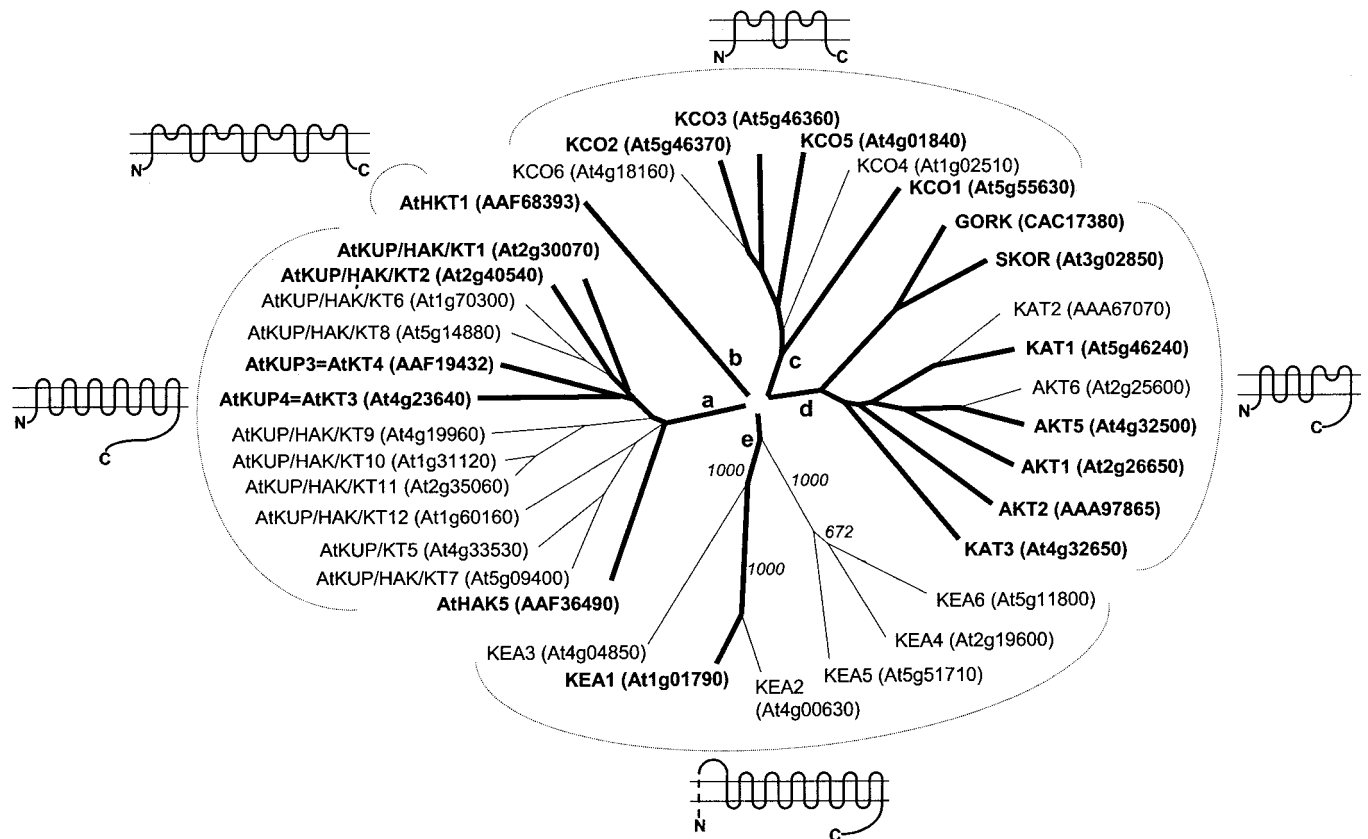 N
C
N
C
KCO3 (At5g46360)
KCO2 (At5g46370)
KCO5 (At4g01840)
KCO6 (At4g18160)
KCO4 (At1g02510)
KCO1 (At5g55630)
AtHKT1 (AAF68393)
GORK (CAC17380)
SKOR (At3g02850)
KAT2 (AAA67070)
KAT1 (At5g46240)
AKT6 (At2g25600)
AKT5 (At4g32500)
AKT1 (At2g26650)
AKT2 (AAA97865)
KAT3 (At4g32650)
N
C
AtKUP/HAK/KT1 (At2g30070)
AtKUP/HAK/KT2 (At2g40540)
AtKUP/HAK/KT6 (At1g70300)
AtKUP/HAK/KT8 (At5g14880)
AtKUP3=AtKT4 (AAF19432)
AtKUP4=AtKT3 (At4g23640)
AtKUP/HAK/KT9 (At4g19960)
AtKUP/HAK/KT10 (At1g31120)
AtKUP/HAK/KT11 (At2g35060)
AtKUP/HAK/KT12 (At1g60160)
AtKUP/KT5 (At4g33530)
AtKUP/HAK/KT7 (At5g09400)
AtHAK5 (AAF36490)
N
C
b
c
a
d
e
1000
1000
672
1000
KEA6 (At5g11800)
KEA4 (At2g19600)
KEA3 (At4g04850)
KEA5 (At5g51710)
KEA1 (At1g01790)
KEA2
(At4g00630)
N
C